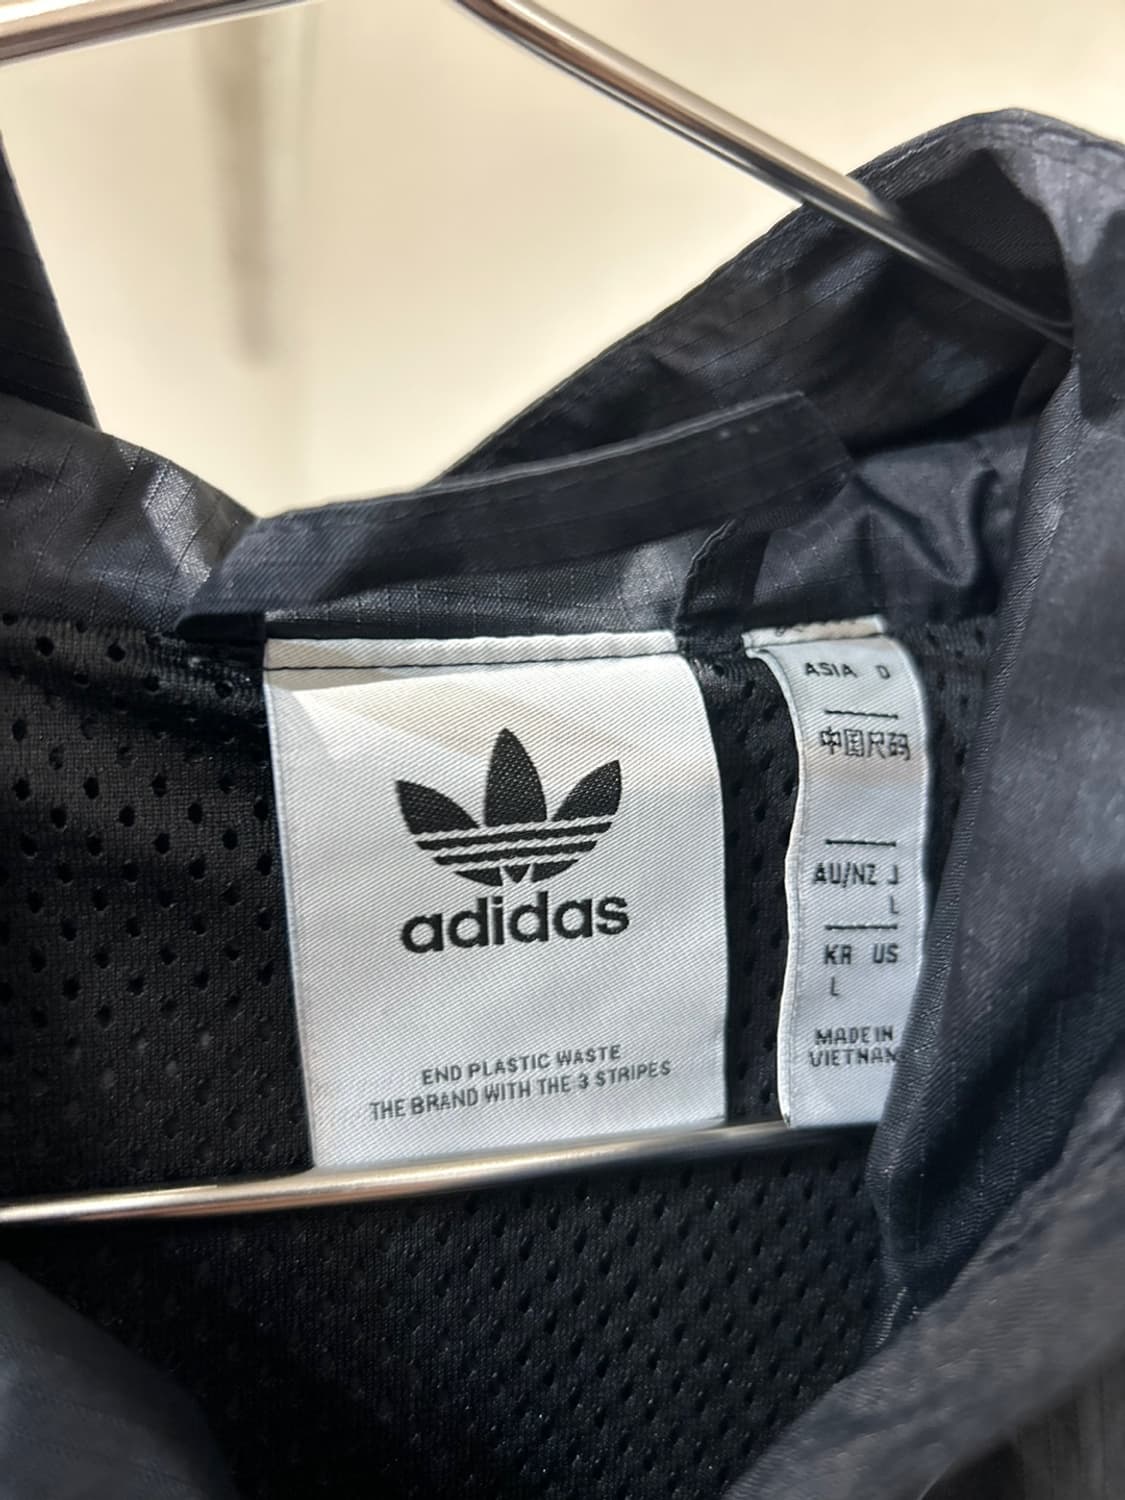 adidas
END PLASTIC WASTE
THE BRAND WITH THE 3 STRIPES
ASIA D
中国尺码
AU/NZ J
L
KR US
L
MADE IN
VIETNAM